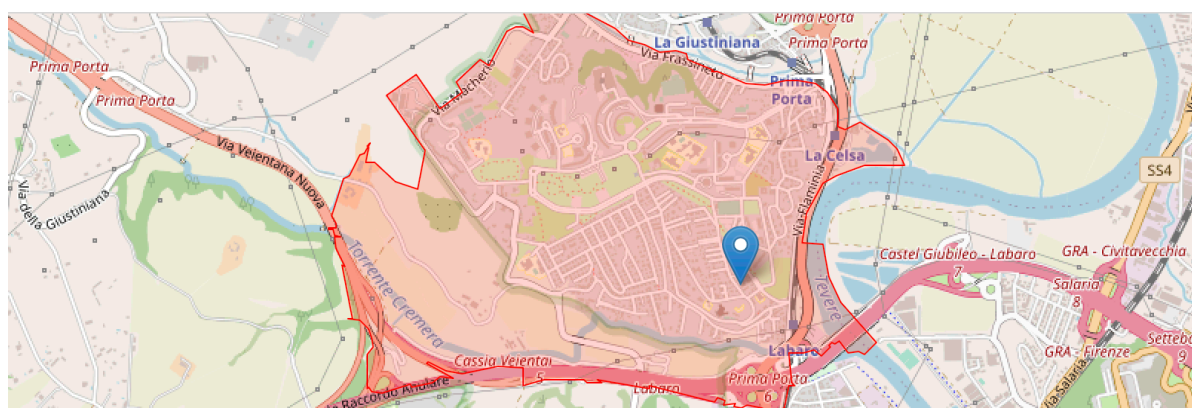 Prima Porta
La Giustiniana
Prima Porta
Via Frassineto
Prima Porta
Via Macherio
Prima
Porta
Prima Porta
Via Veientana Nuova
La Celsa
SS4
Via della Giustiniana
Via Flaminia
Torrente Cremera
Tevere
Castel Giubileo - Labaro
7
GRA - Civitavecchia
Salaria
8
Labaro
GRA - Firenze
9
Cassia Veientana
5
Labaro
Prima Porta
6
Raccordo Anulare
Via Salaria